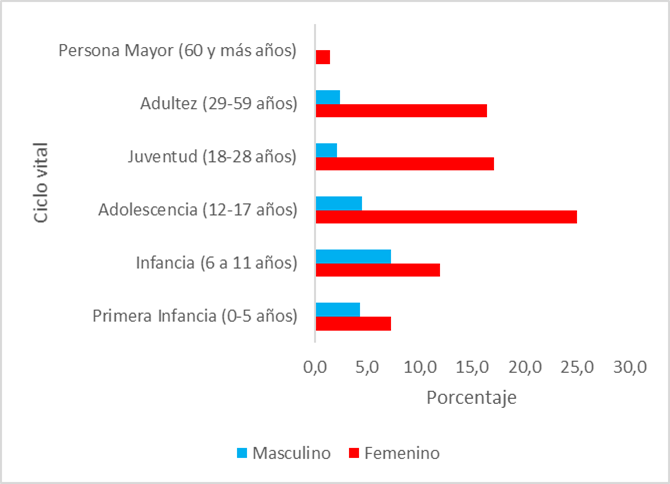 Persona Mayor (60 y más años)
Adultez (29-59 años)
Juventud (18-28 años)
Adolescencia (12-17 años)
Infancia (6 a 11 años)
Primera Infancia (0-5 años)
Ciclo vital
0,0 5,0 10,0 15,0 20,0 25,0 30,0
Porcentaje
Masculino Femenino